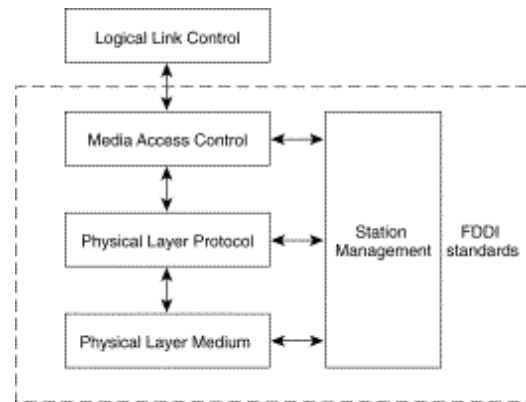 Logical Link Control
Media Access Control
Physical Layer Protocol
Station
Management
FDDI
standards
Physical Layer Medium